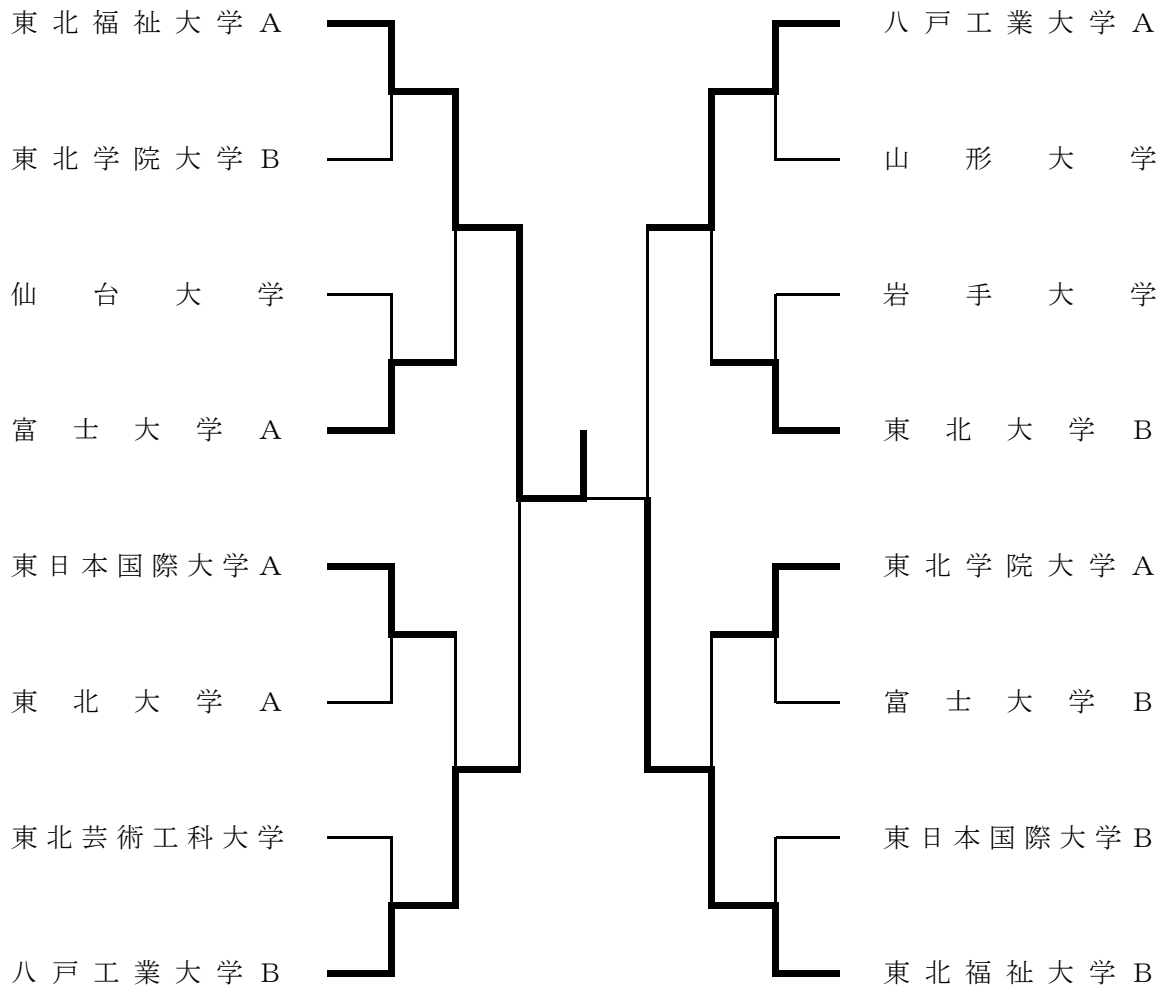 東北福祉大学A
東北学院大学B
仙台大学
富士大学A
東日本国際大学A
東北大学A
東北芸術工科大学
八戸工業大学B
八戸工業大学A
山形大学
岩手大学
東北大学B
東北学院大学A
富士大学B
東日本国際大学B
東北福祉大学B